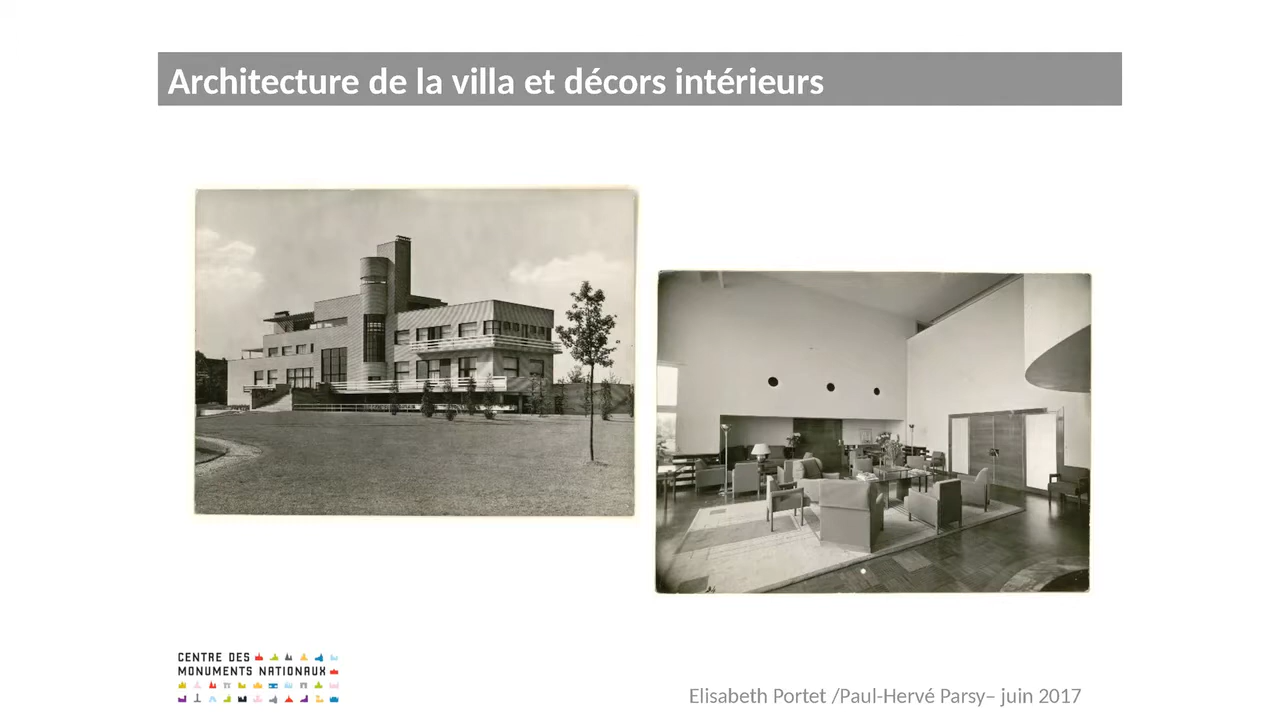 Architecture de la villa et décors intérieurs
CENTRE DES
MONUMENTS NATIONAUX
Elisabeth Portet /Paul-Hervé Parsy– juin 2017